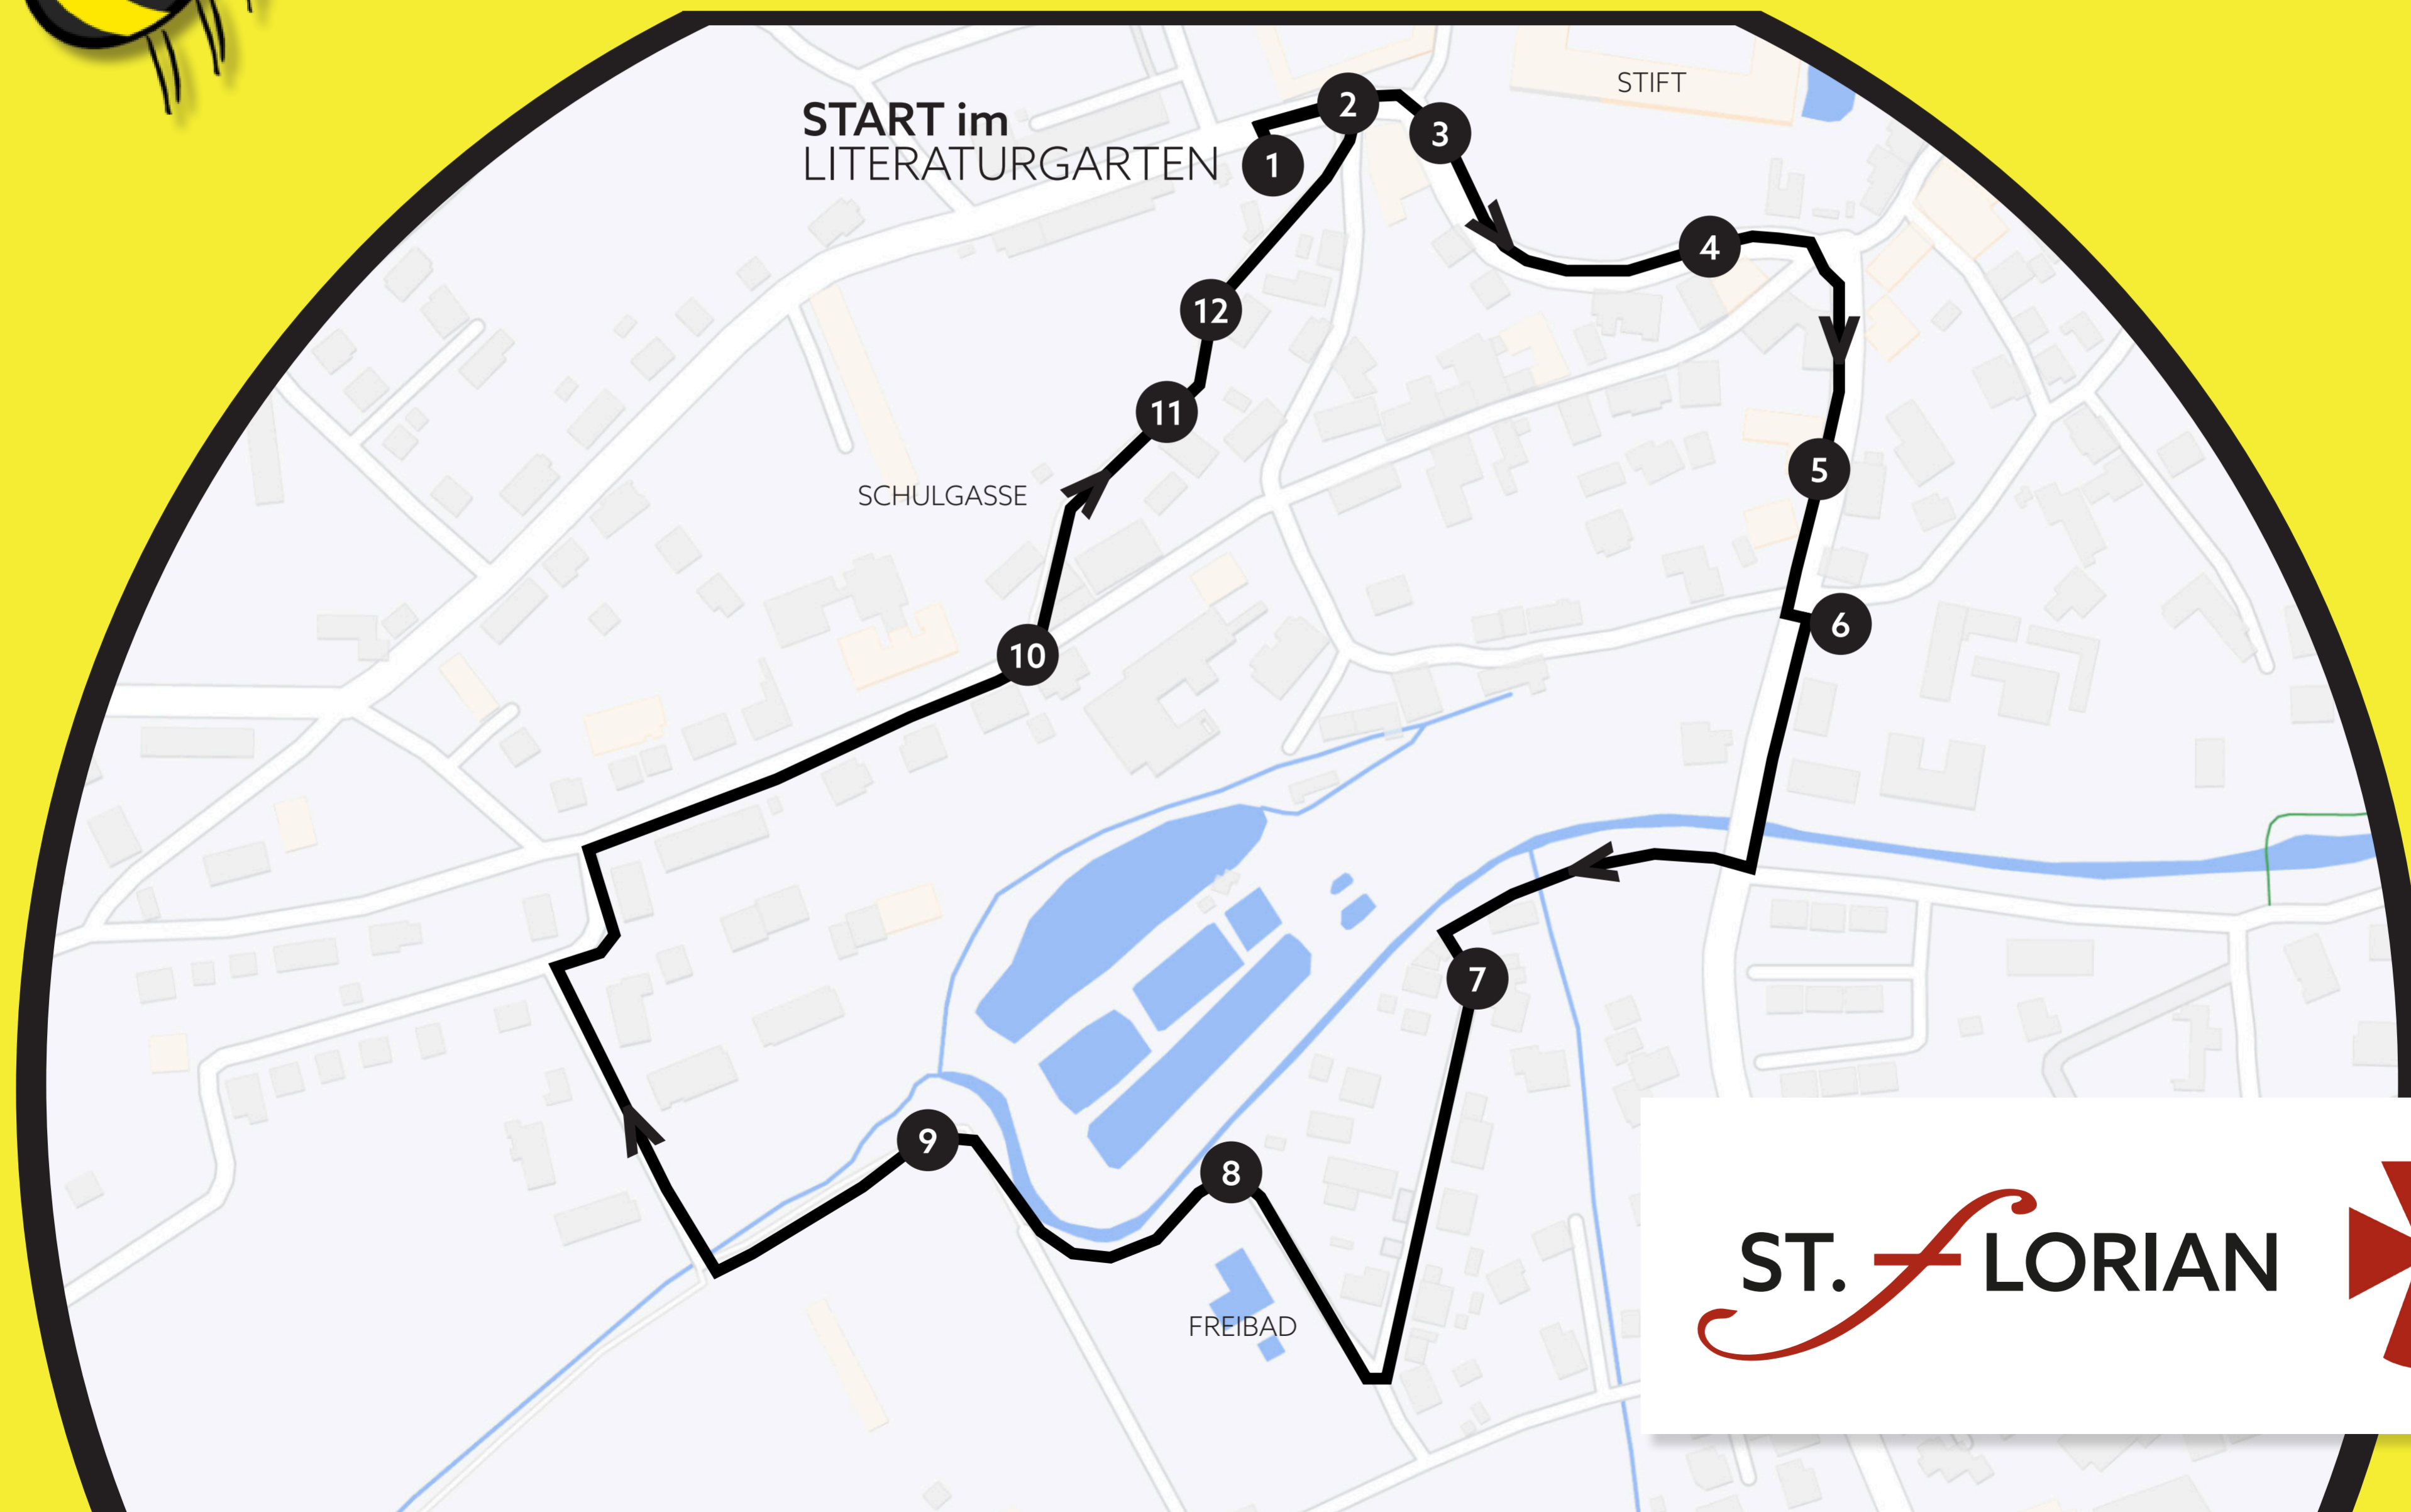 STIFT
START im
LITERATURGARTEN
1
2
3
4
5
6
7
8
9
10
11
12
SCHULGASSE
FREIBAD
ST. fLORIAN